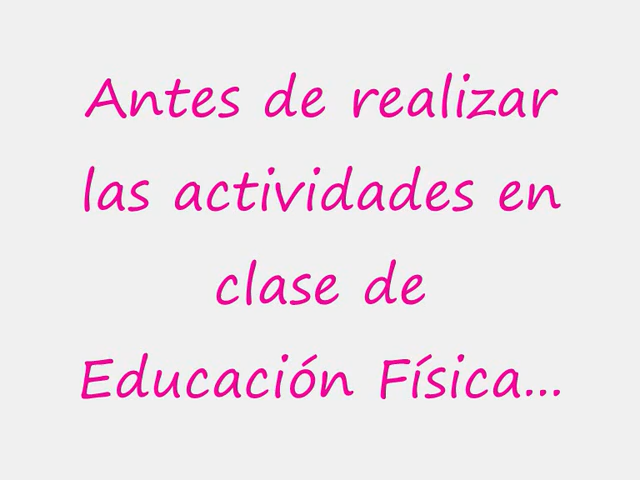 Antes de realizar
las actividades en
clase de
Educación Física...